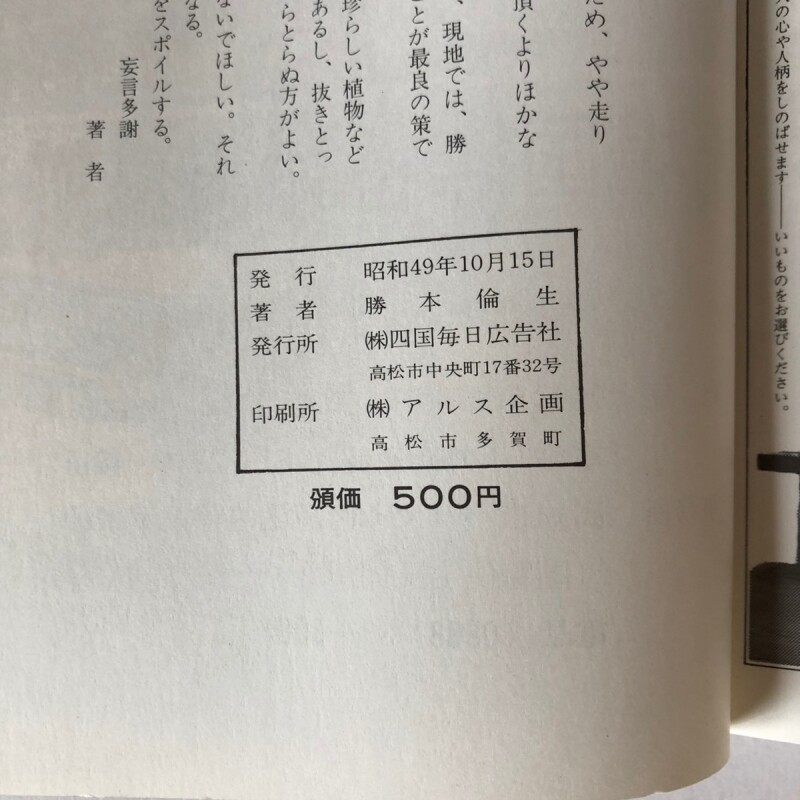 人の心や人柄をしのばせます――いいものをお選びください。
ため、やや走り
頂くよりほかな
、現地では、勝
ことが最良の策で
珍らしい植物など
あるし、抜きとっ
らとらぬ方がよい。
ないでほしい。それ
なる。
をスポイルする。
妄言多謝
著者
発行 昭和49年10月15日
著者 勝本倫生
発行所 ㈱四国毎日広告社
高松市中央町17番32号
印刷所 ㈱アルス企画
高松市多賀町
頒価 500円